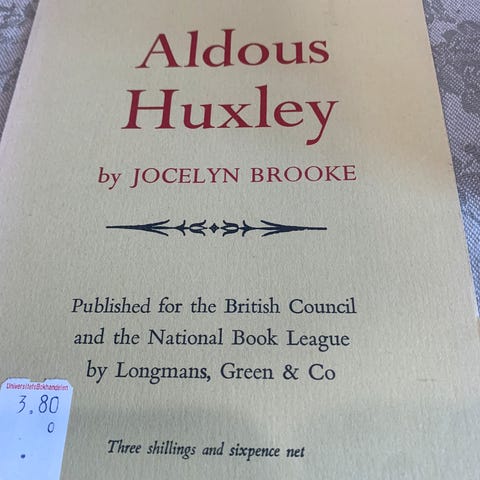 Aldous
Huxley
by JOCELYN BROOKE
Published for the British Council
and the National Book League
by Longmans, Green & Co
UniversitetsBokhandelen
3.80
0
Three shillings and sixpence net